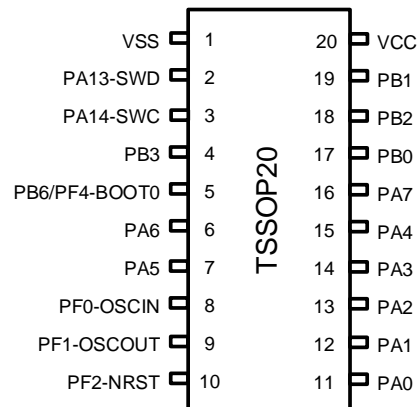 VSS 1 20 VCC
PA13-SWD 2 19 PB1
PA14-SWC 3 18 PB2
PB3 4 17 PB0
PB6/PF4-BOOT0 5 16 PA7
PA6 6 15 PA4
PA5 7 14 PA3
PF0-OSCIN 8 13 PA2
PF1-OSCOUT 9 12 PA1
PF2-NRST 10 11 PA0
TSSOP20